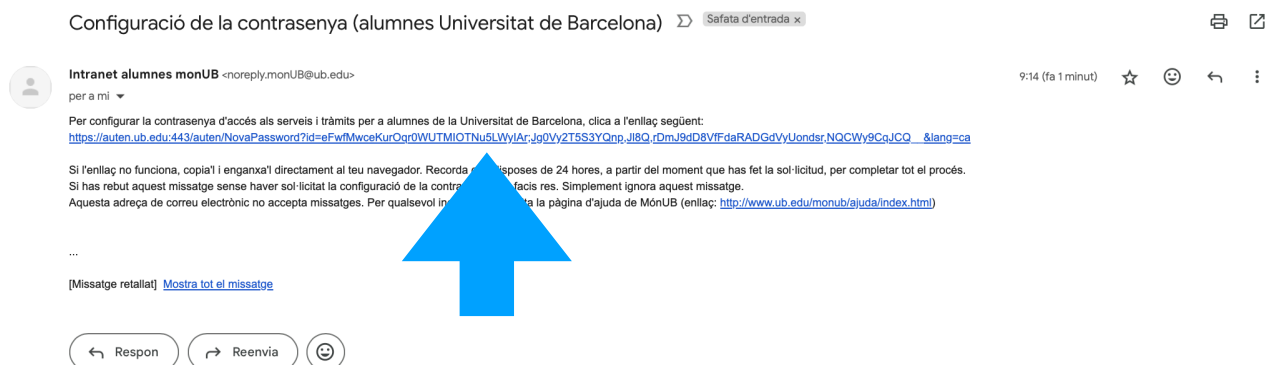 Configuració de la contrasenya (alumnes Universitat de Barcelona) Safata d'entrada x
Intranet alumnes monUB <noreply.monUB@ub.edu> 9:14 (fa 1 minut)
per a mi
Per configurar la contrasenya d'accés als serveis i tràmits per a alumnes de la Universitat de Barcelona, clica a l'enllaç següent:
https://auten.ub.edu:443/auten/NovaPassword?id=eFwfMwceKurOqr0WUTMIOTNu5LWyIAr;Jg0Vy2T5S3YQnp,JI8Q,rDmJ9dD8VfFdaRADGdVyUondsr,NQCWy9CqJCQ__&lang=ca
Si l'enllaç no funciona, copia'l i enganxa'l directament al teu navegador. Recorda disposes de 24 hores, a partir del moment que has fet la sol·licitud, per completar tot el procés.
Si has rebut aquest missatge sense haver sol·licitat la configuració de la facis res. Simplement ignora aquest missatge.
Aquesta adreça de correu electrònic no accepta missatges. Per qualsevol la pàgina d'ajuda de MónUB (enllaç: http://www.ub.edu/monub/ajuda/index.html)
...
[Missatge retallat] Mostra tot el missatge
Respon Reenvia